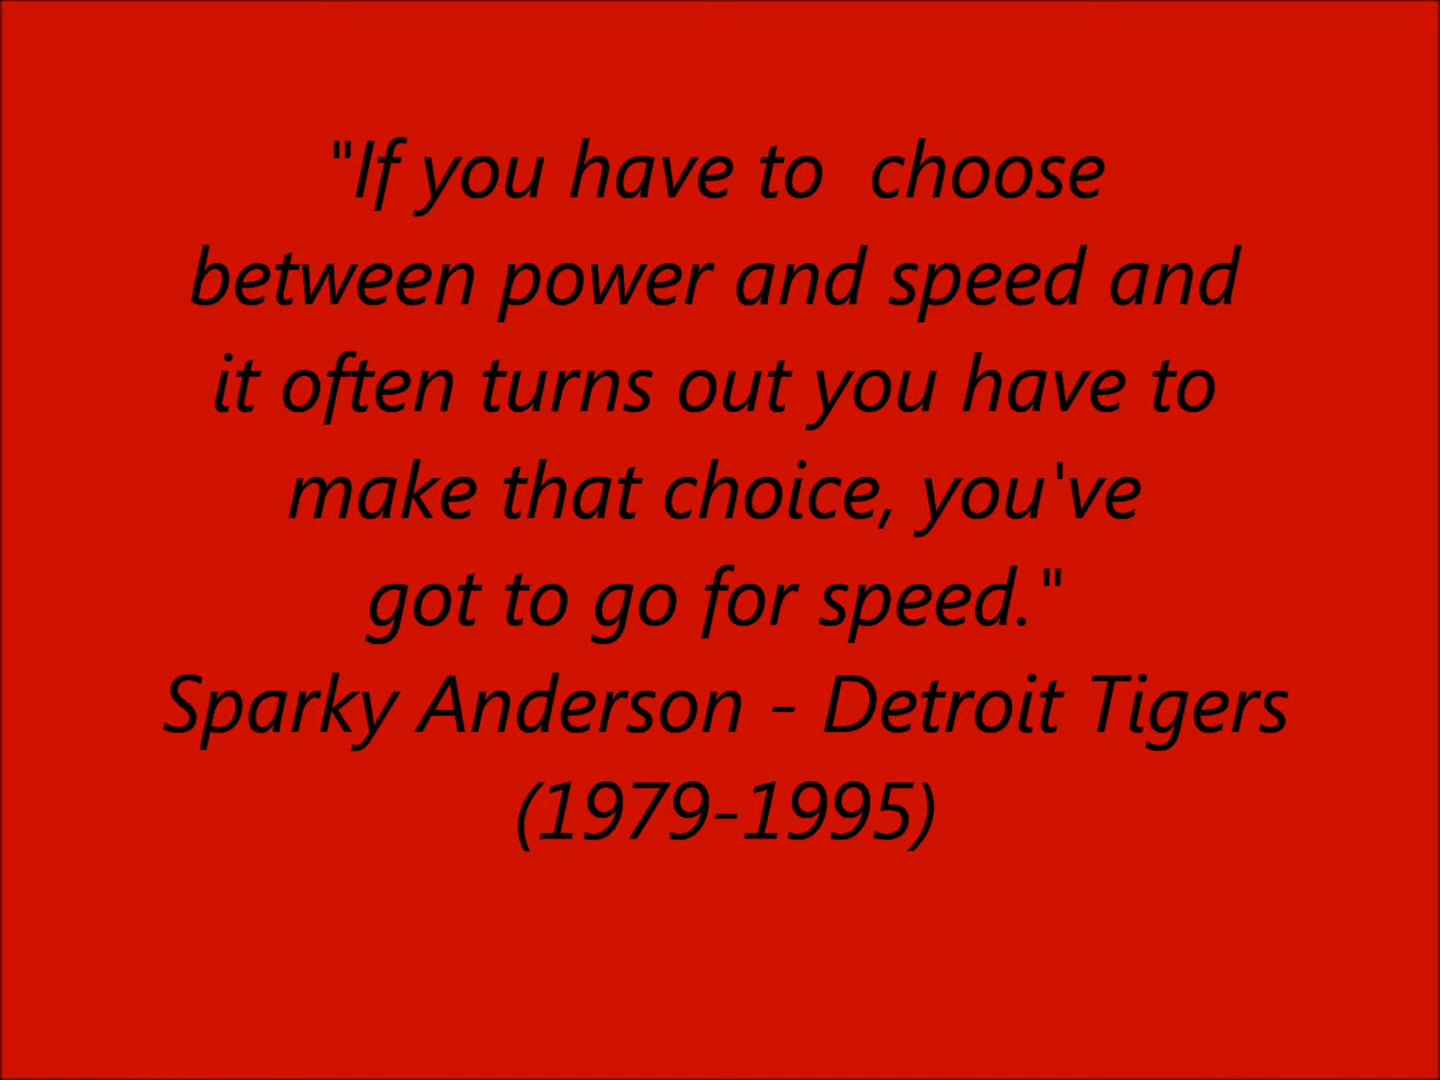 "If you have to  choose
between power and speed and
it often turns out you have to
make that choice, you've
got to go for speed."
Sparky Anderson - Detroit Tigers
(1979-1995)